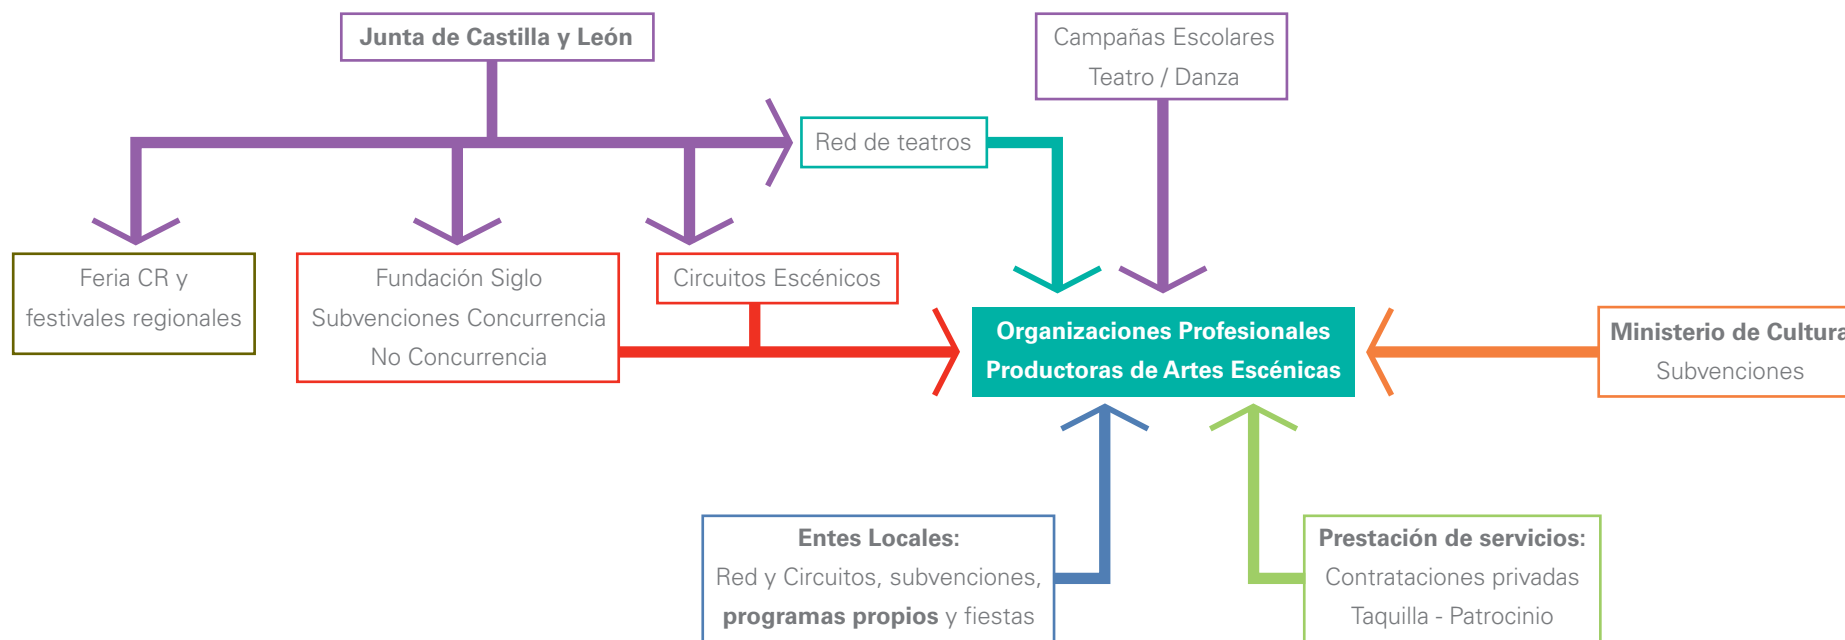 Junta de Castilla y León
Campañas Escolares
Teatro / Danza
Red de teatros
Feria CR y
festivales regionales
Fundación Siglo
Subvenciones Concurrencia
No Concurrencia
Circuitos Escénicos
Organizaciones Profesionales
Productoras de Artes Escénicas
Ministerio de Cultura
Subvenciones
Entes Locales:
Red y Circuitos, subvenciones,
programas propios y fiestas
Prestación de servicios:
Contrataciones privadas
Taquilla - Patrocinio